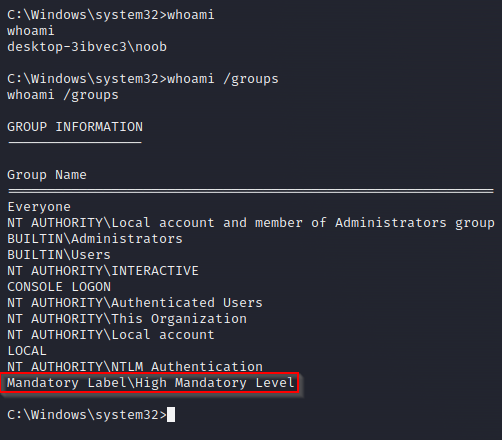 C:\Windows\system32>whoami
whoami
desktop-3ibvec3\noob
C:\Windows\system32>whoami /groups
whoami /groups
GROUP INFORMATION
-----------------
Group Name
==============================================================
Everyone
NT AUTHORITY\Local account and member of Administrators group
BUILTIN\Administrators
BUILTIN\Users
NT AUTHORITY\INTERACTIVE
CONSOLE LOGON
NT AUTHORITY\Authenticated Users
NT AUTHORITY\This Organization
NT AUTHORITY\Local account
LOCAL
NT AUTHORITY\NTLM Authentication
Mandatory Label\High Mandatory Level
C:\Windows\system32>